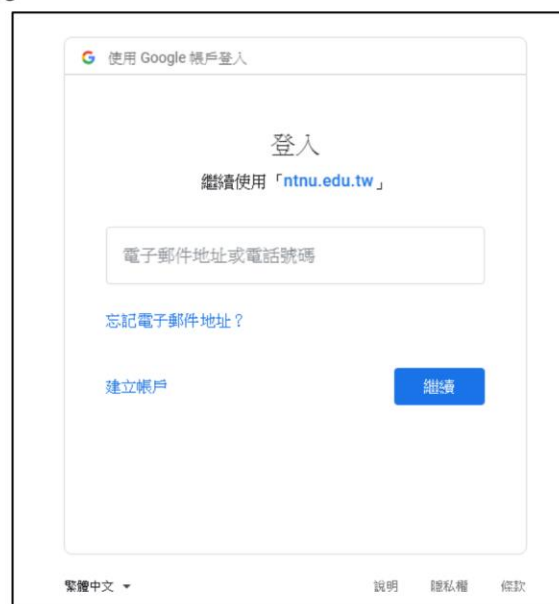 使用 Google 帳戶登入
登入
繼續使用「ntnu.edu.tw」
電子郵件地址或電話號碼
忘記電子郵件地址?
建立帳戶 繼續
繁體中文 說明 隱私權 條款